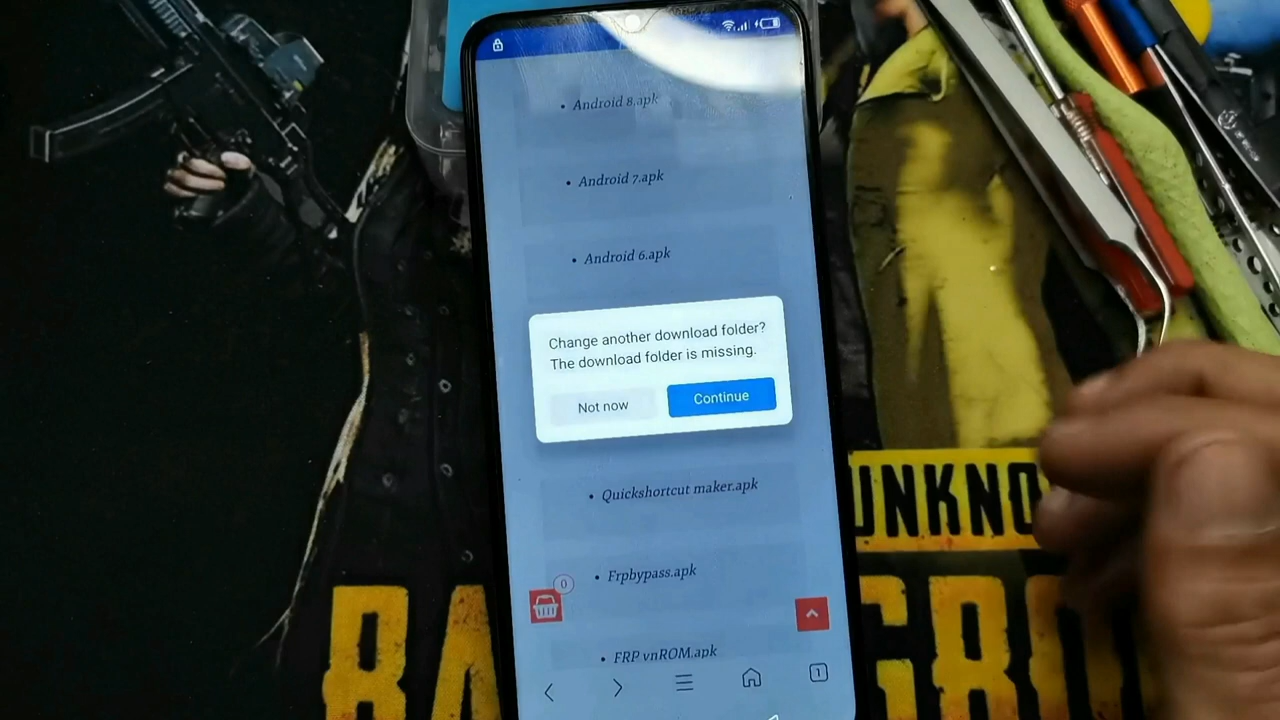 Android 8.apk
Android 7.apk
Android 6.apk
Change another download folder?
The download folder is missing.
Not now
Continue
Quickshortcut maker.apk
Frpbypass.apk
0
FRP vnROM.apk
1
UNKNO
BA
GRO